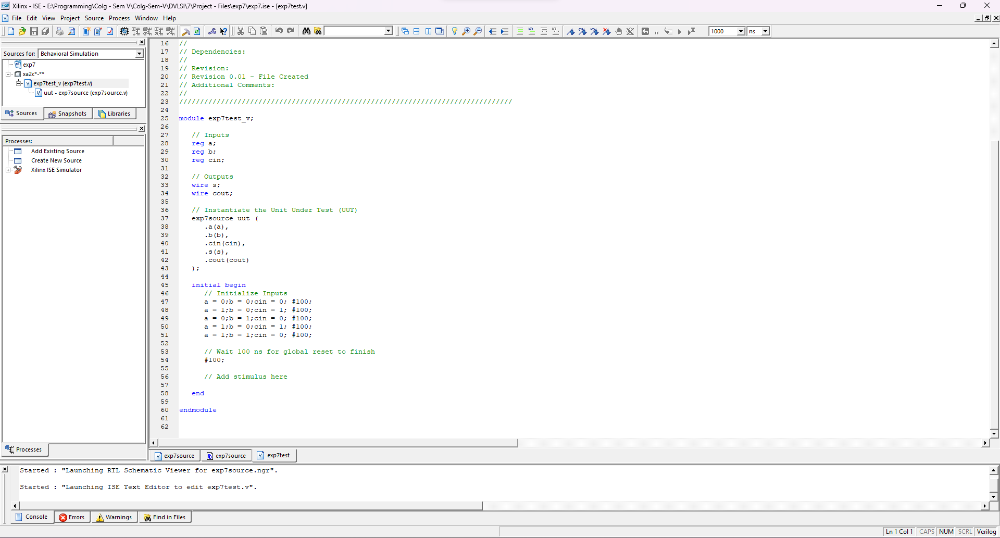 Xilinx - ISE - E:\Programming\Colg - Sem V\Colg-Sem-V\DVLSI\7\Project - Files\exp7\exp7.ise - [exp7test.v]
File Edit View Project Source Process Window Help
1000 ns
Sources for: Behavioral Simulation
exp7
xa2c*-**
exp7test_v (exp7test.v)
uut - exp7source (exp7source.v)
Sources Snapshots Libraries
Processes:
Add Existing Source
Create New Source
Xilinx ISE Simulator
Processes
16 //
17 // Dependencies:
18 //
19 // Revision:
20 // Revision 0.01 - File Created
21 // Additional Comments:
22 //
23 ////////////////////////////////////////////////////////////////////////////////
24
25 module exp7test_v;
26
27 // Inputs
28 reg a;
29 reg b;
30 reg cin;
31
32 // Outputs
33 wire s;
34 wire cout;
35
36 // Instantiate the Unit Under Test (UUT)
37 exp7source uut (
38 .a(a),
39 .b(b),
40 .cin(cin),
41 .s(s),
42 .cout(cout)
43 );
44
45 initial begin
46 // Initialize Inputs
47 a = 0;b = 0;cin = 0; #100;
48 a = 1;b = 0;cin = 1; #100;
49 a = 0;b = 1;cin = 0; #100;
50 a = 1;b = 0;cin = 1; #100;
51 a = 1;b = 1;cin = 0; #100;
52
53 // Wait 100 ns for global reset to finish
54 #100;
55
56 // Add stimulus here
57
58 end
59
60 endmodule
61
62
exp7source exp7source exp7test
Started : "Launching RTL Schematic Viewer for exp7source.ngr".
Started : "Launching ISE Text Editor to edit exp7test.v".
Console Errors Warnings Find in Files
Ln 1 Col 1 CAPS NUM SCRL Verilog